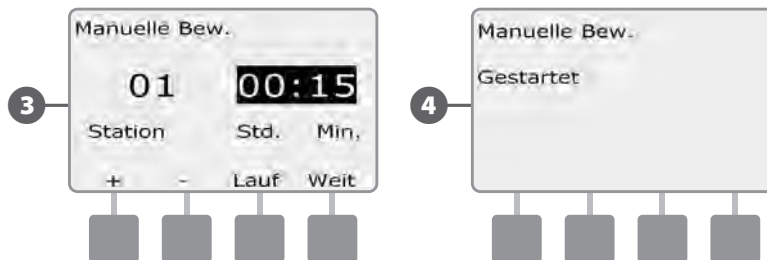 3
Manuelle Bew.
01 00:15
Station Std. Min.
+ - Lauf Weit
4
Manuelle Bew.
Gestartet